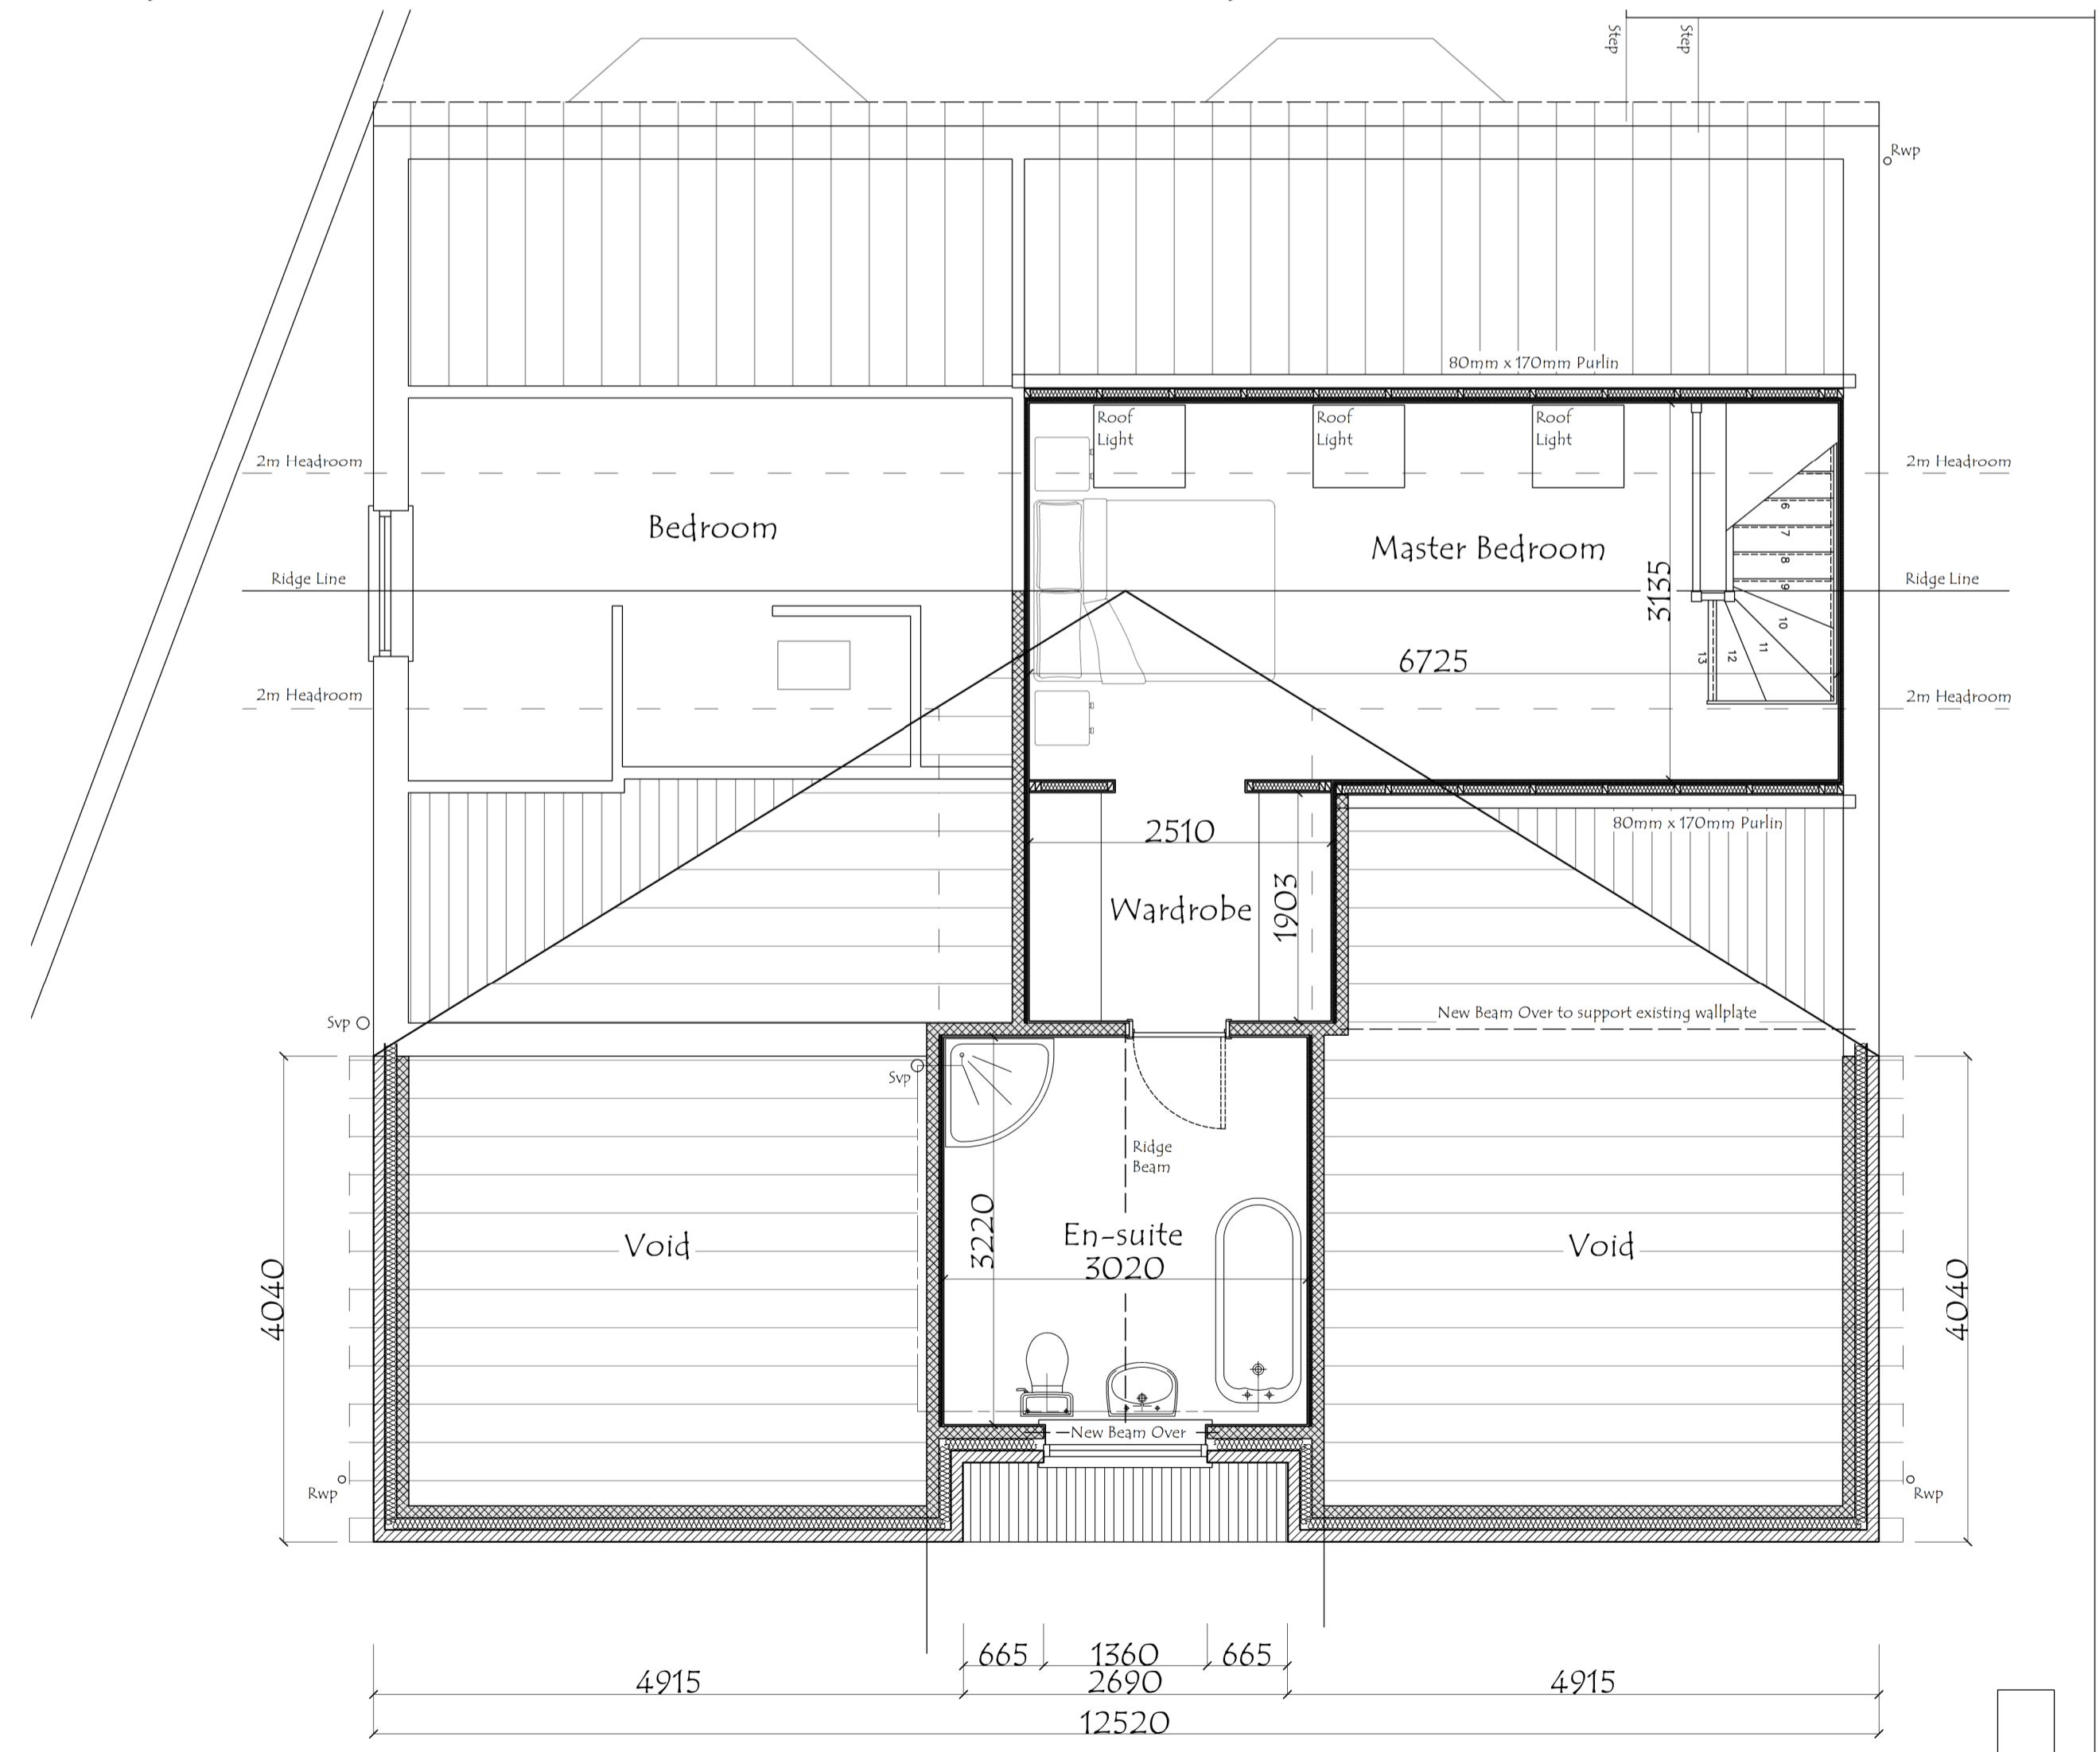 Step
Step
Rwp
80mm x 170mm Purlin
Roof
Light
Roof
Light
Roof
Light
2m Headroom
2m Headroom
Bedroom
Master Bedroom
6
7
8
9
10
11
12
13
Ridge Line
Ridge Line
3135
6725
2m Headroom
2m Headroom
80mm x 170mm Purlin
2510
Wardrobe
1903
New Beam Over to support existing wallplate
Svp
Svp
Ridge
Beam
3220
En-suite
3020
Void
Void
4040
4040
New Beam Over
Rwp
Rwp
665
1360
665
4915
2690
4915
12520